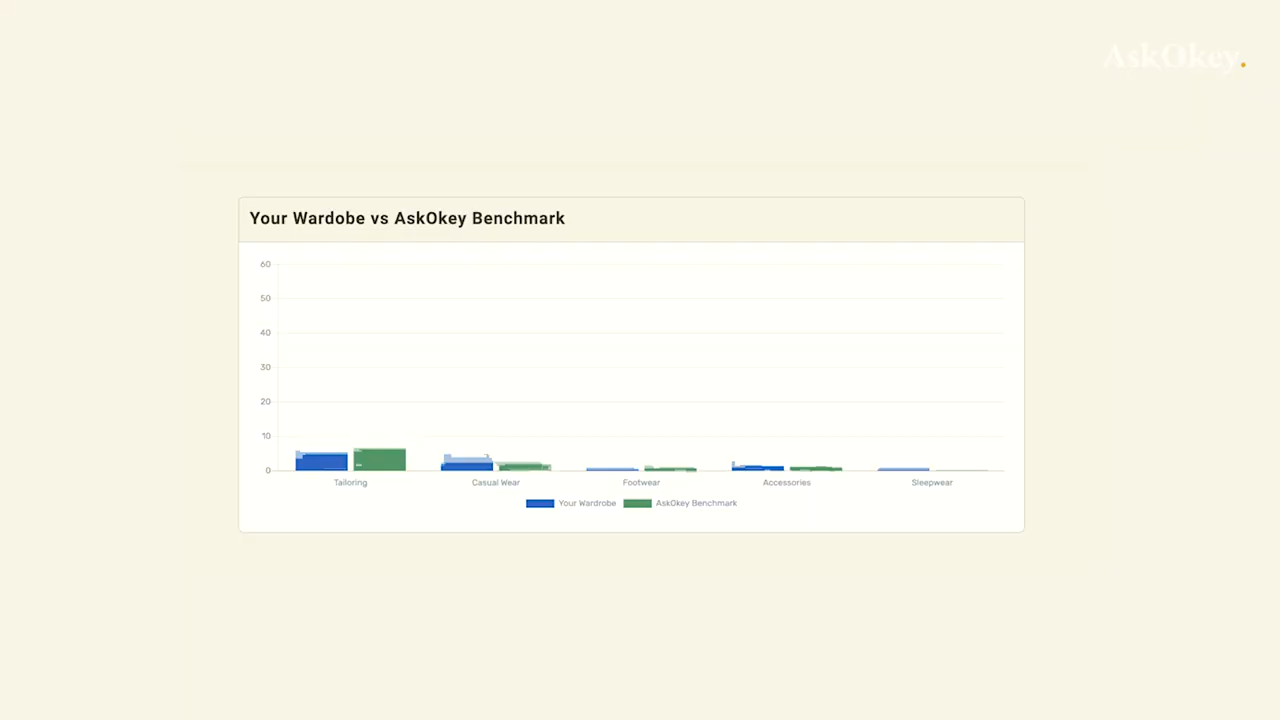 AskOkey.
Your Wardobe vs AskOkey Benchmark
60
50
40
30
20
10
0
Tailoring Casual Wear Footwear Accessories Sleepwear
Your Wardrobe AskOkey Benchmark